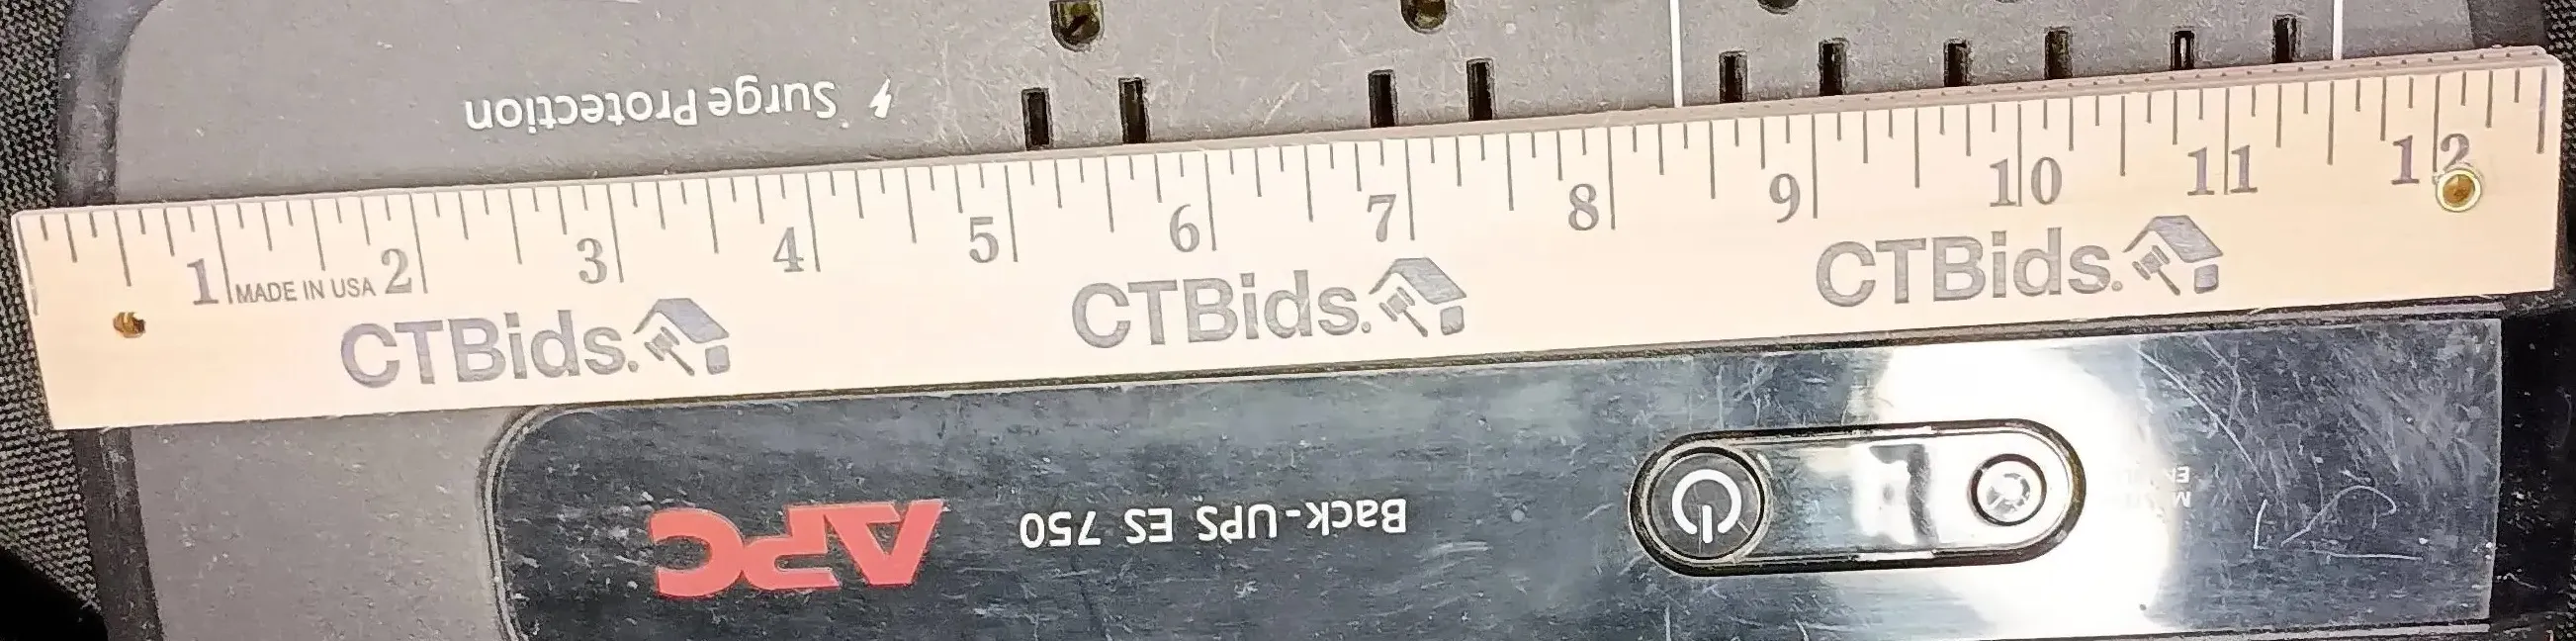 Surge Protection
1 2 3 4 5 6 7 8 9 10 11 12
MADE IN USA
CTBids. CTBids. CTBids.
APC Back-UPS ES 750